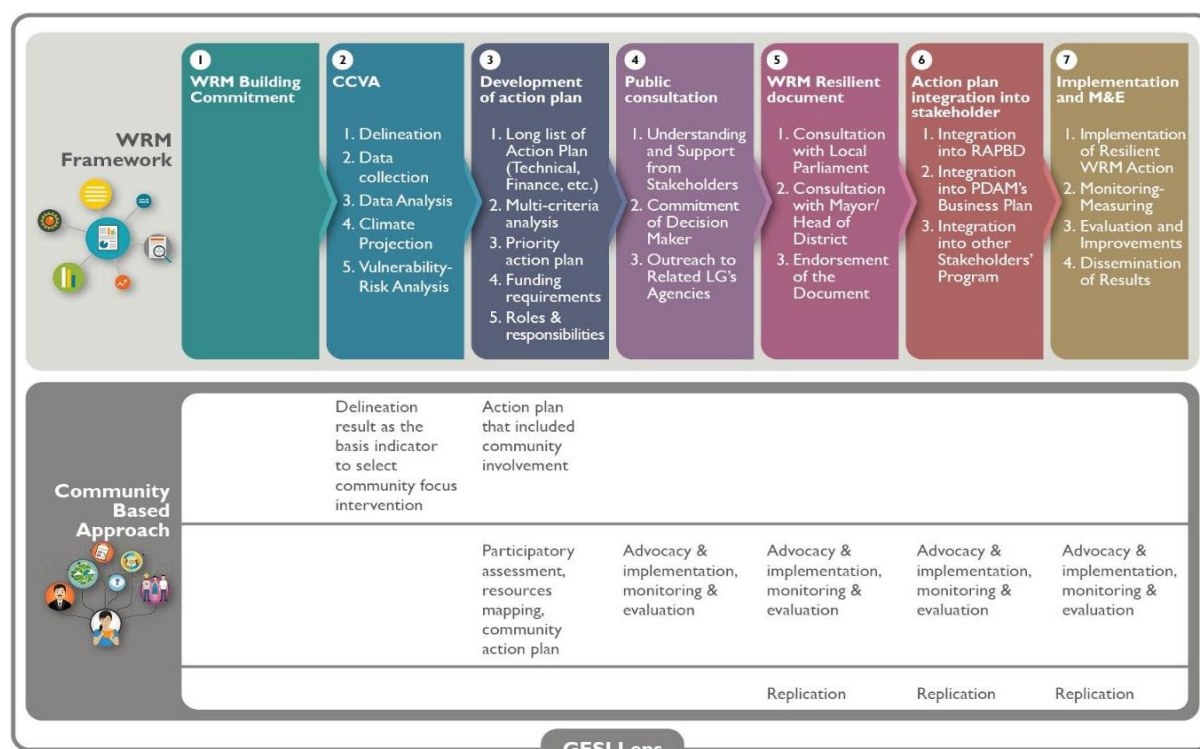 WRM
Framework
1
WRM Building
Commitment
2
CCVA
1. Delineation
2. Data
collection
3. Data Analysis
4. Climate
Projection
5. Vulnerability-
Risk Analysis
3
Development
of action plan
1. Long list of
Action Plan
(Technical,
Finance, etc.)
2. Multi-criteria
analysis
3. Priority
action plan
4. Funding
requirements
5. Roles &
responsibilities
4
Public
consultation
1. Understanding
and Support
from
Stakeholders
2. Commitment
of Decision
Maker
3. Outreach to
Related LG's
Agencies
5
WRM Resilient
document
1. Consultation
with Local
Parliament
2. Consultation
with Mayor/
Head of
District
3. Endorsement
of the
Document
6
Action plan
integration into
stakeholder
1. Integration
into RAPBD
2. Integration
into PDAM's
Business Plan
3. Integration
into other
Stakeholders'
Program
7
Implementation
and M&E
1. Implementation
of Resilient
WRM Action
2. Monitoring-
Measuring
3. Evaluation and
Improvements
4. Dissemination
of Results
Community
Based
Approach
Delineation
result as the
basis indicator
to select
community focus
intervention
Action plan
that included
community
involvement
Participatory
assessment,
resources
mapping,
community
action plan
Advocacy &
implementation,
monitoring &
evaluation
Advocacy &
implementation,
monitoring &
evaluation
Advocacy &
implementation,
monitoring &
evaluation
Advocacy &
implementation,
monitoring &
evaluation
Replication
Replication
Replication
GESI Lens